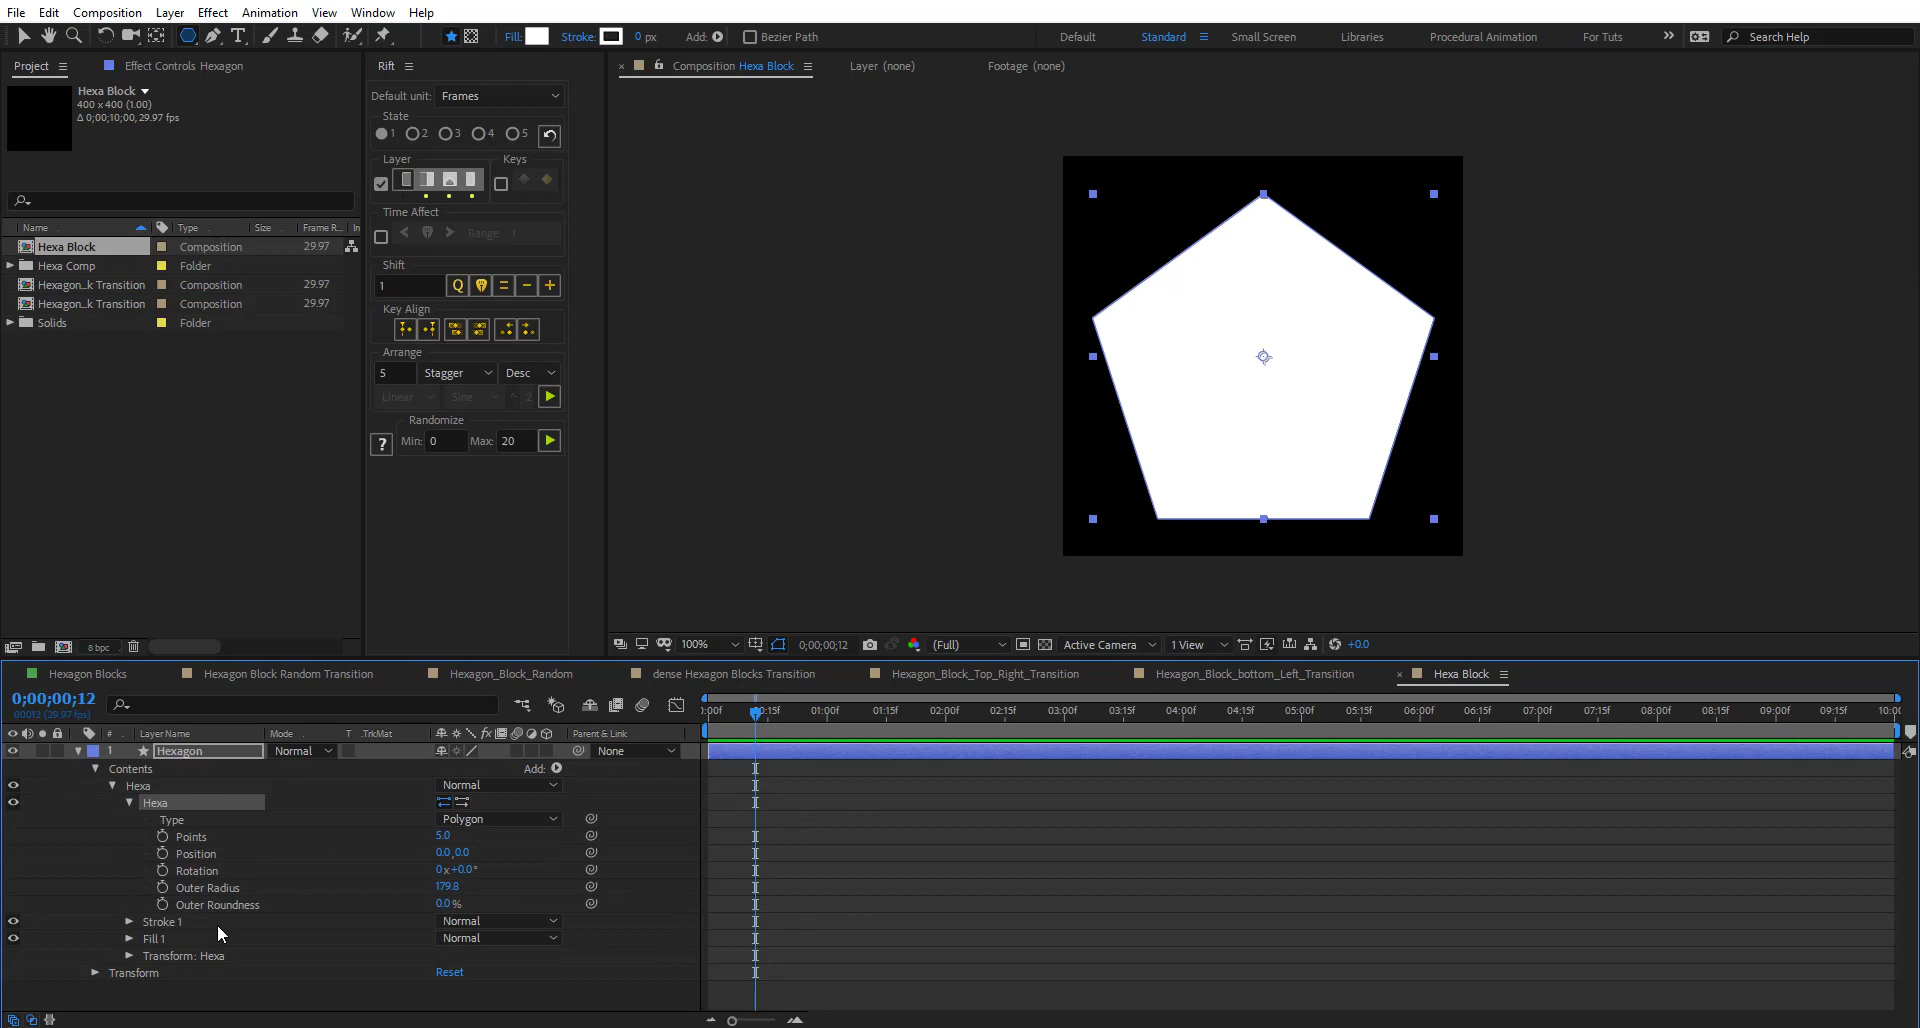 File Edit Composition Layer Effect Animation View Window Help
Fill: Stroke: 0 px Add: Bezier Path Default Standard Small Screen Libraries Procedural Animation For Tuts Search Help
Project Effect Controls Hexagon Rift Composition Hexa Block Layer (none) Footage (none)
Hexa Block
400 x 400 (1.00)
Δ 0;00;10;00, 29.97 fps
Default unit: Frames
State
1 2 3 4 5
Layer Keys
Time Affect
Range 1
Shift
1 Q
Key Align
Arrange
5 Stagger Desc
Linear Sine 2
Randomize
? Min: 0 Max: 20
Name Type Size Frame R... In
Hexa Block Composition 29.97
Hexa Comp Folder
Hexagon_k Transition Composition 29.97
Hexagon_k Transition Composition 29.97
Solids Folder
8 bpc
100% 0;00;00;12 (Full) Active Camera 1 View +0.0
Hexagon Blocks Hexagon Block Random Transition Hexagon_Block_Random dense Hexagon Blocks Transition Hexagon_Block_Top_Right_Transition Hexagon_Block_bottom_Left_Transition Hexa Block
0;00;00;12
00012 (29.97 fps)
:00f 00:15f 01:00f 01:15f 02:00f 02:15f 03:00f 03:15f 04:00f 04:15f 05:00f 05:15f 06:00f 06:15f 07:00f 07:15f 08:00f 08:15f 09:00f 09:15f 10:00
# Layer Name Mode T .TrkMat fx Parent & Link
1 Hexagon Normal None
Contents Add:
Hexa Normal
Hexa
Type Polygon
Points 5.0
Position 0.0,0.0
Rotation 0x+0.0°
Outer Radius 179.8
Outer Roundness 0.0 %
Stroke 1 Normal
Fill 1 Normal
Transform: Hexa
Transform Reset